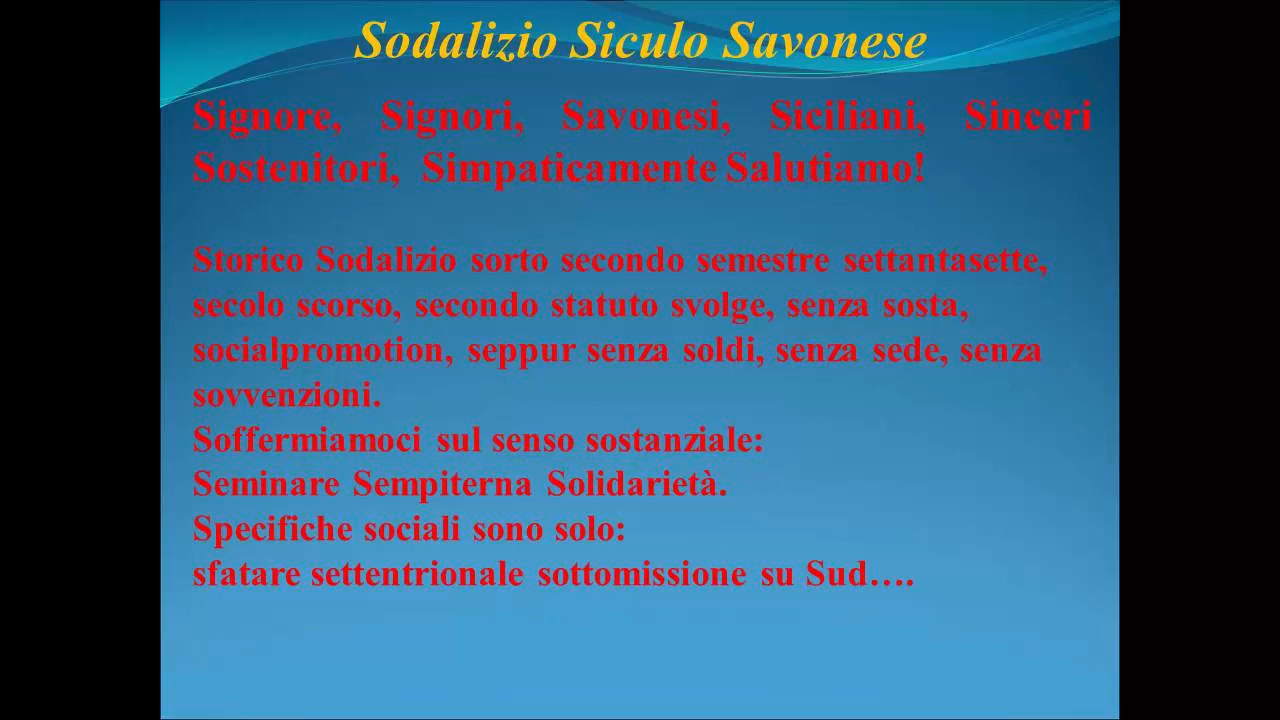 Sodalizio Siculo Savonese
Signore, Signori, Savonesi, Siciliani, Sinceri
Sostenitori, Simpaticamente Salutiamo!
Storico Sodalizio sorto secondo semestre settantasette,
secolo scorso, secondo statuto svolge, senza sosta,
socialpromotion, seppur senza soldi, senza sede, senza
sovvenzioni.
Soffermiamoci sul senso sostanziale:
Seminare Sempiterna Solidarietà.
Specifiche sociali sono solo:
sfatare settentrionale sottomissione su Sud….